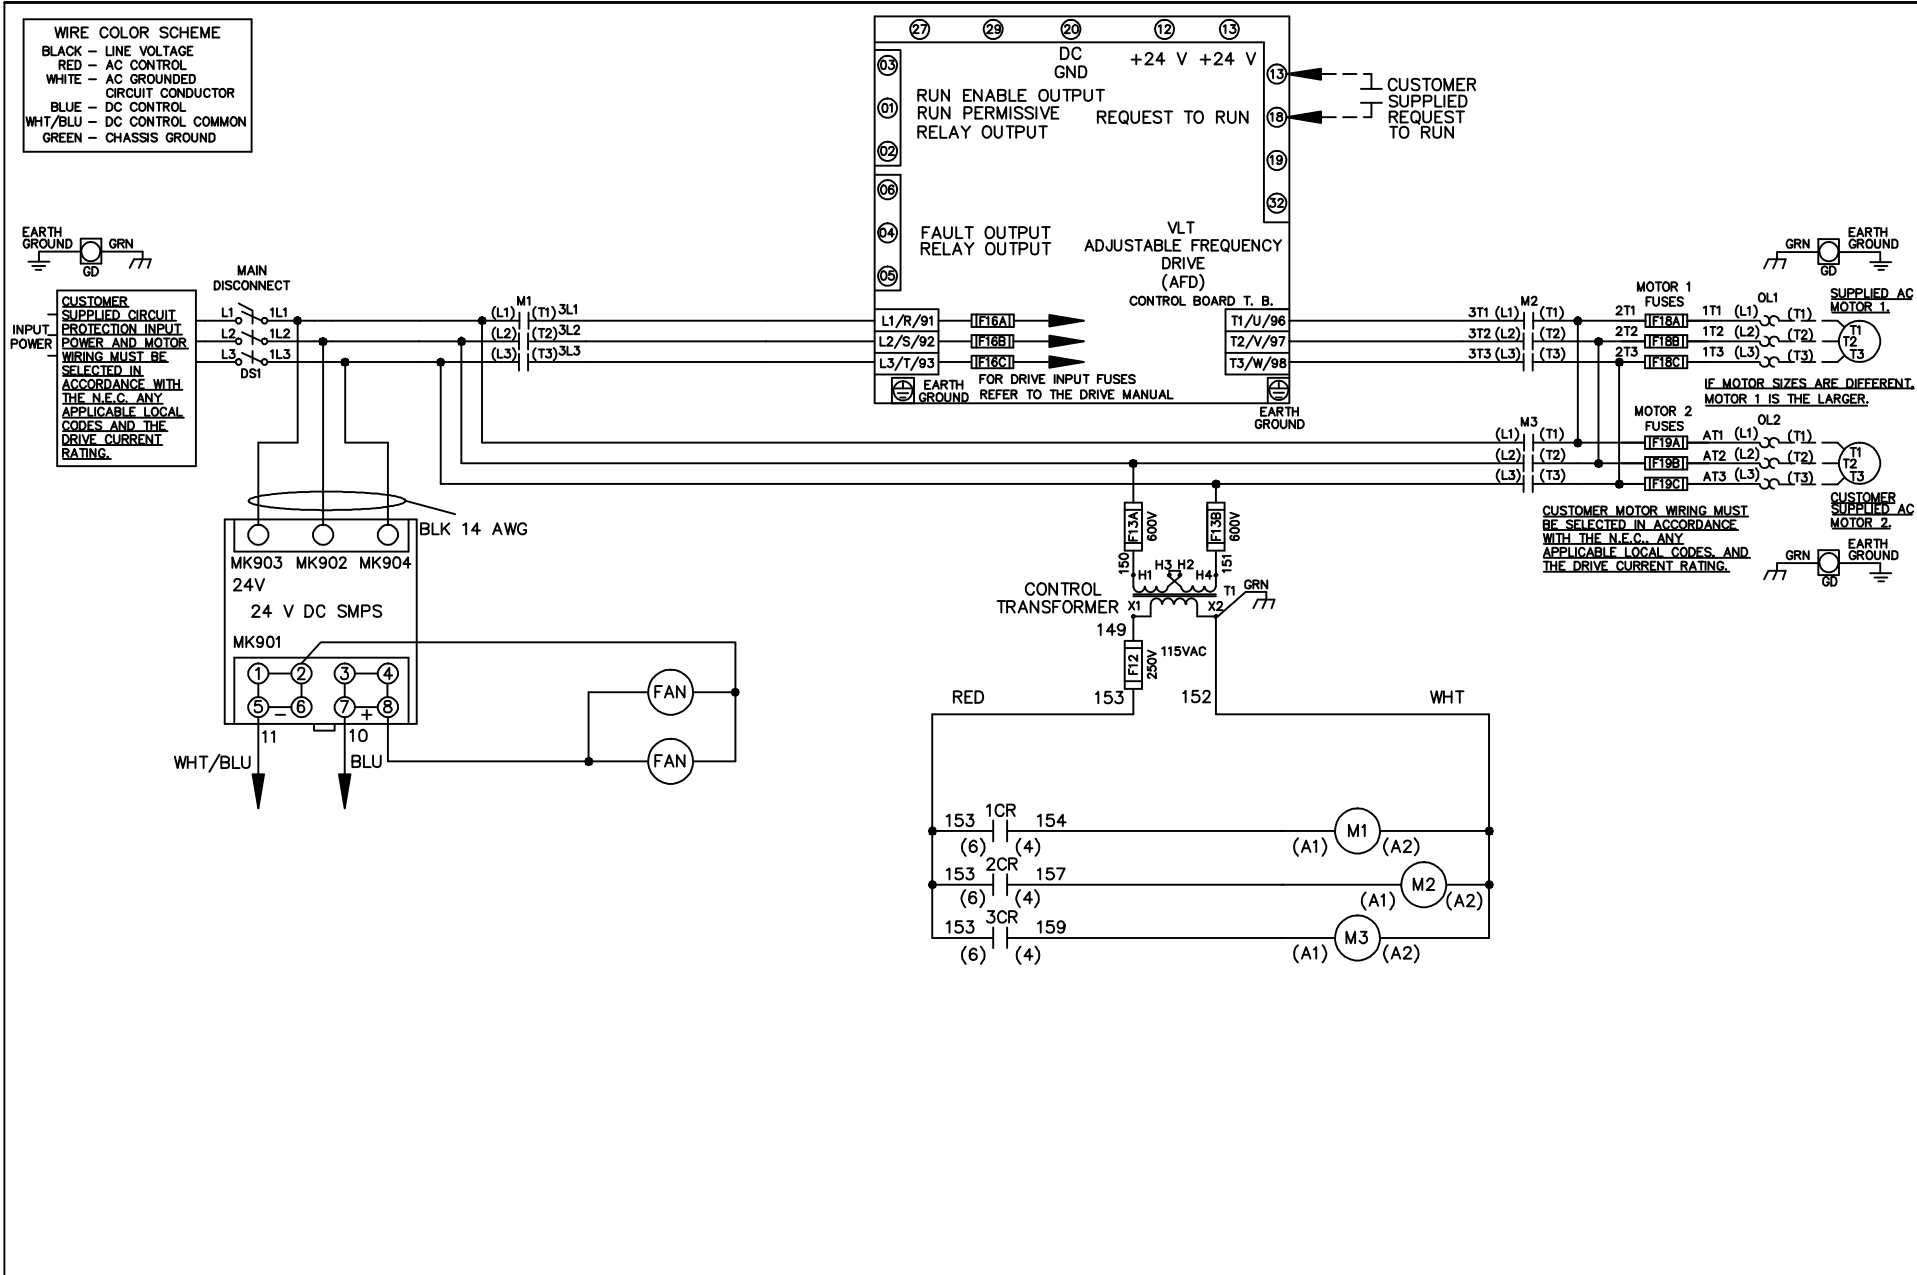 WIRE COLOR SCHEME
BLACK – LINE VOLTAGE
RED – AC CONTROL
WHITE – AC GROUNDED
CIRCUIT CONDUCTOR
BLUE – DC CONTROL
WHT/BLU – DC CONTROL COMMON
GREEN – CHASSIS GROUND
27 29 20 12 13
DC
GND
+24 V +24 V
03
01
02
RUN ENABLE OUTPUT
RUN PERMISSIVE
RELAY OUTPUT
REQUEST TO RUN
13
18
19
32
CUSTOMER
SUPPLIED
REQUEST
TO RUN
06
04
05
FAULT OUTPUT
RELAY OUTPUT
VLT
ADJUSTABLE FREQUENCY
DRIVE
(AFD)
CONTROL BOARD T. B.
L1/R/91 F16A
L2/S/92 F16B
L3/T/93 F16C
T1/U/96
T2/V/97
T3/W/98
EARTH
GROUND
FOR DRIVE INPUT FUSES
REFER TO THE DRIVE MANUAL
EARTH
GROUND
EARTH
GROUND
GRN
GD
INPUT
POWER
CUSTOMER
SUPPLIED CIRCUIT
PROTECTION INPUT
POWER AND MOTOR
WIRING MUST BE
SELECTED IN
ACCORDANCE WITH
THE N.E.C. ANY
APPLICABLE LOCAL
CODES AND THE
DRIVE CURRENT
RATING.
MAIN
DISCONNECT
L1 1L1
L2 1L2
L3 1L3
DS1
M1
(L1) (T1) 3L1
(L2) (T2) 3L2
(L3) (T3) 3L3
M2
3T1 (L1) (T1)
3T2 (L2) (T2)
3T3 (L3) (T3)
MOTOR 1
FUSES
2T1 F18A 1T1 (L1) (T1)
2T2 F18B 1T2 (L2) (T2)
2T3 F18C 1T3 (L3) (T3)
OL1
GRN
GD
EARTH
GROUND
SUPPLIED AC
MOTOR 1.
T1
T2
T3
IF MOTOR SIZES ARE DIFFERENT,
MOTOR 1 IS THE LARGER.
M3
(L1) (T1)
(L2) (T2)
(L3) (T3)
MOTOR 2
FUSES
F19A AT1 (L1) (T1)
F19B AT2 (L2) (T2)
F19C AT3 (L3) (T3)
OL2
T1
T2
T3
CUSTOMER
SUPPLIED AC
MOTOR 2.
CUSTOMER MOTOR WIRING MUST
BE SELECTED IN ACCORDANCE
WITH THE N.E.C., ANY
APPLICABLE LOCAL CODES, AND
THE DRIVE CURRENT RATING.
GRN
GD
EARTH
GROUND
BLK 14 AWG
MK903 MK902 MK904
24V
24 V DC SMPS
MK901
1 2 3 4
5 – 6 7 + 8
11 10
WHT/BLU
BLU
FAN
FAN
F13A
600V
F13B
600V
150
151
H1 H3 H2 H4
CONTROL
TRANSFORMER
X1 X2
T1
GRN
149
F12
250V
115VAC
RED 153 152 WHT
1CR
153 154
(6) (4)
M1
(A1) (A2)
2CR
153 157
(6) (4)
M2
(A1) (A2)
3CR
153 159
(6) (4)
M3
(A1) (A2)